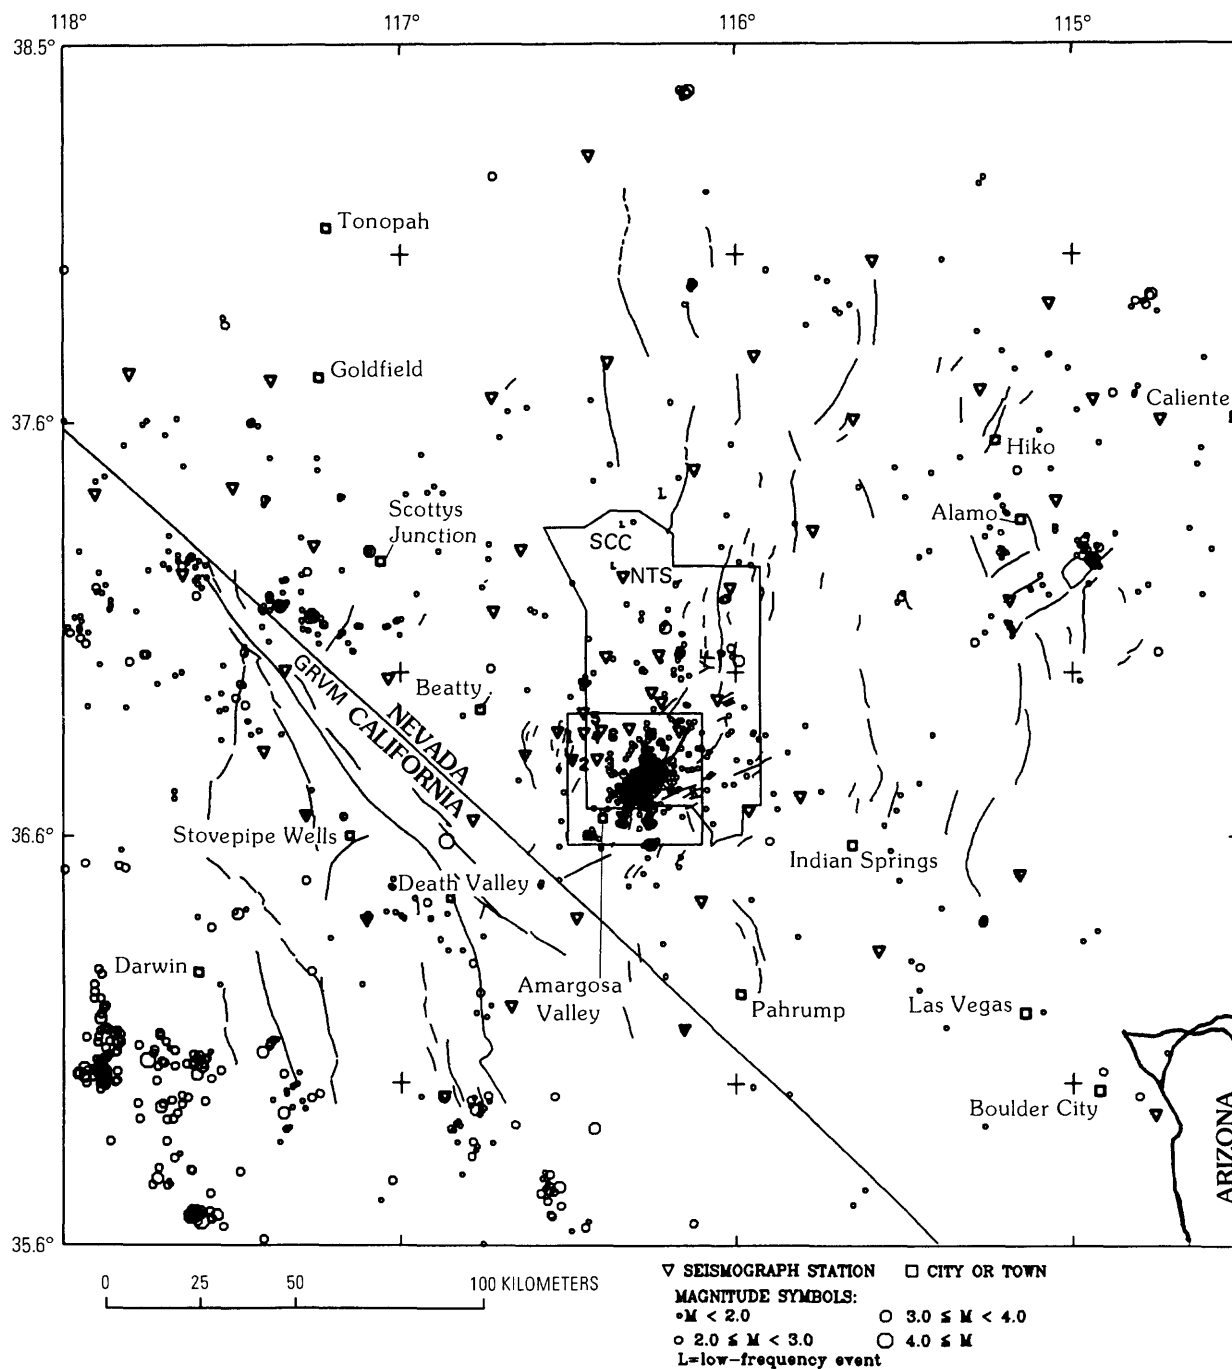 118° 117° 116° 115°
38.5°
Tonopah
Goldfield
37.6°
Caliente
Hiko
L
Scottys
Junction
Alamo
L
SCC
L
NTS
YF
GRVM
Beatty
NEVADA
CALIFORNIA
Stovepipe Wells
36.6°
Indian Springs
Death Valley
Darwin
Amargosa
Valley
Pahrump
Las Vegas
Boulder City
ARIZONA
35.6°
0 25 50 100 KILOMETERS
SEISMOGRAPH STATION CITY OR TOWN
MAGNITUDE SYMBOLS:
M < 2.0 3.0 ≤ M < 4.0
2.0 ≤ M < 3.0 4.0 ≤ M
L=low-frequency event